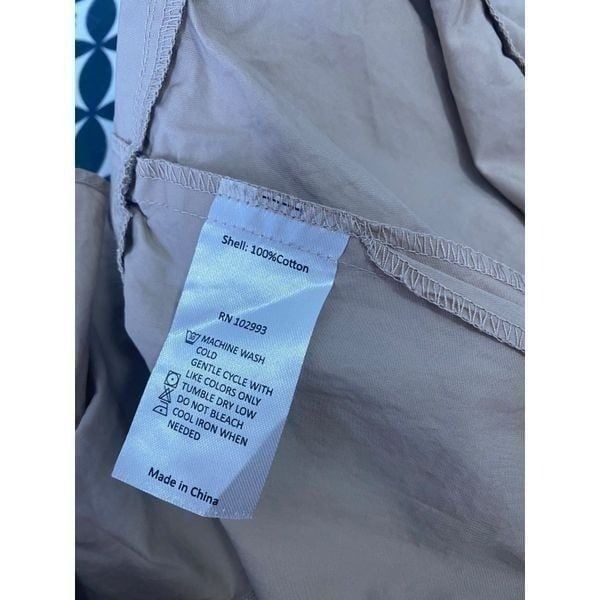 Shell: 100%Cotton
RN 102993
MACHINE WASH
COLD
GENTLE CYCLE WITH
LIKE COLORS ONLY
TUMBLE DRY LOW
DO NOT BLEACH
COOL IRON WHEN
NEEDED
Made in China